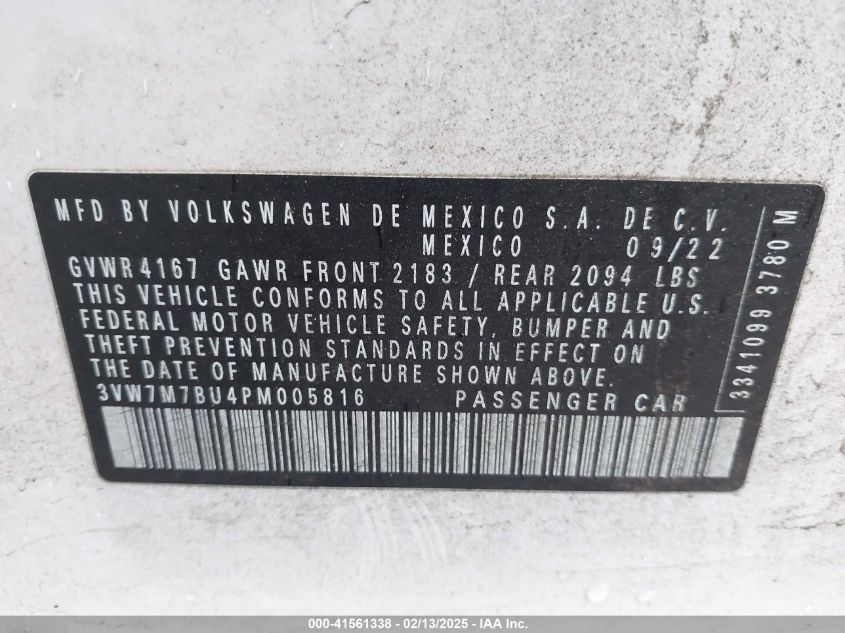 MFD BY VOLKSWAGEN DE MEXICO S.A. DE C.V.
MEXICO 09/22
GVWR 4167 GAWR FRONT 2183 / REAR 2094 LBS
THIS VEHICLE CONFORMS TO ALL APPLICABLE U.S.
FEDERAL MOTOR VEHICLE SAFETY, BUMPER AND
THEFT PREVENTION STANDARDS IN EFFECT ON
THE DATE OF MANUFACTURE SHOWN ABOVE.
3VW7M7BU4PM005816 PASSENGER CAR
3341099 3780 M
000-41561338 - 02/13/2025 - IAA Inc.